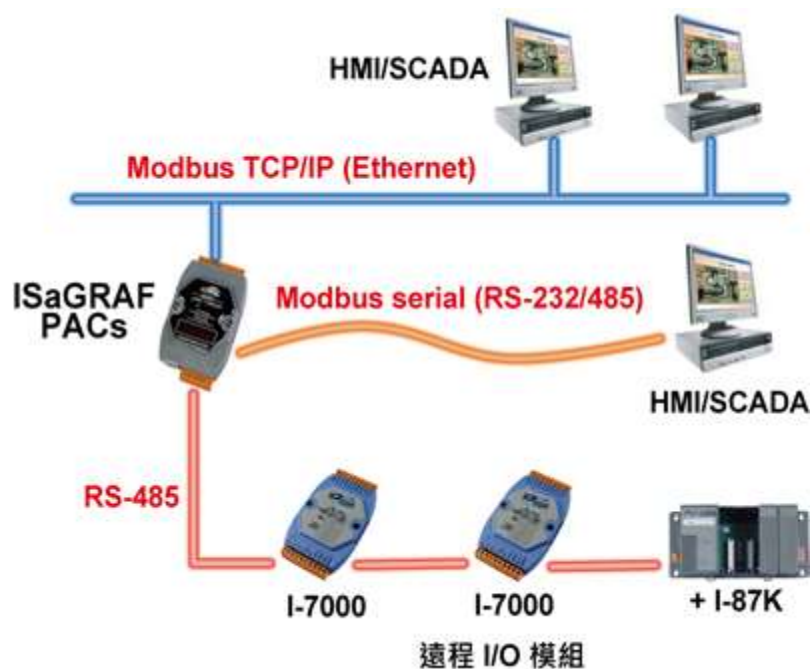 HMI/SCADA
Modbus TCP/IP (Ethernet)
ISaGRAF
PACs
Modbus serial (RS-232/485)
HMI/SCADA
RS-485
I-7000
I-7000
+ I-87K
遠程 I/O 模組